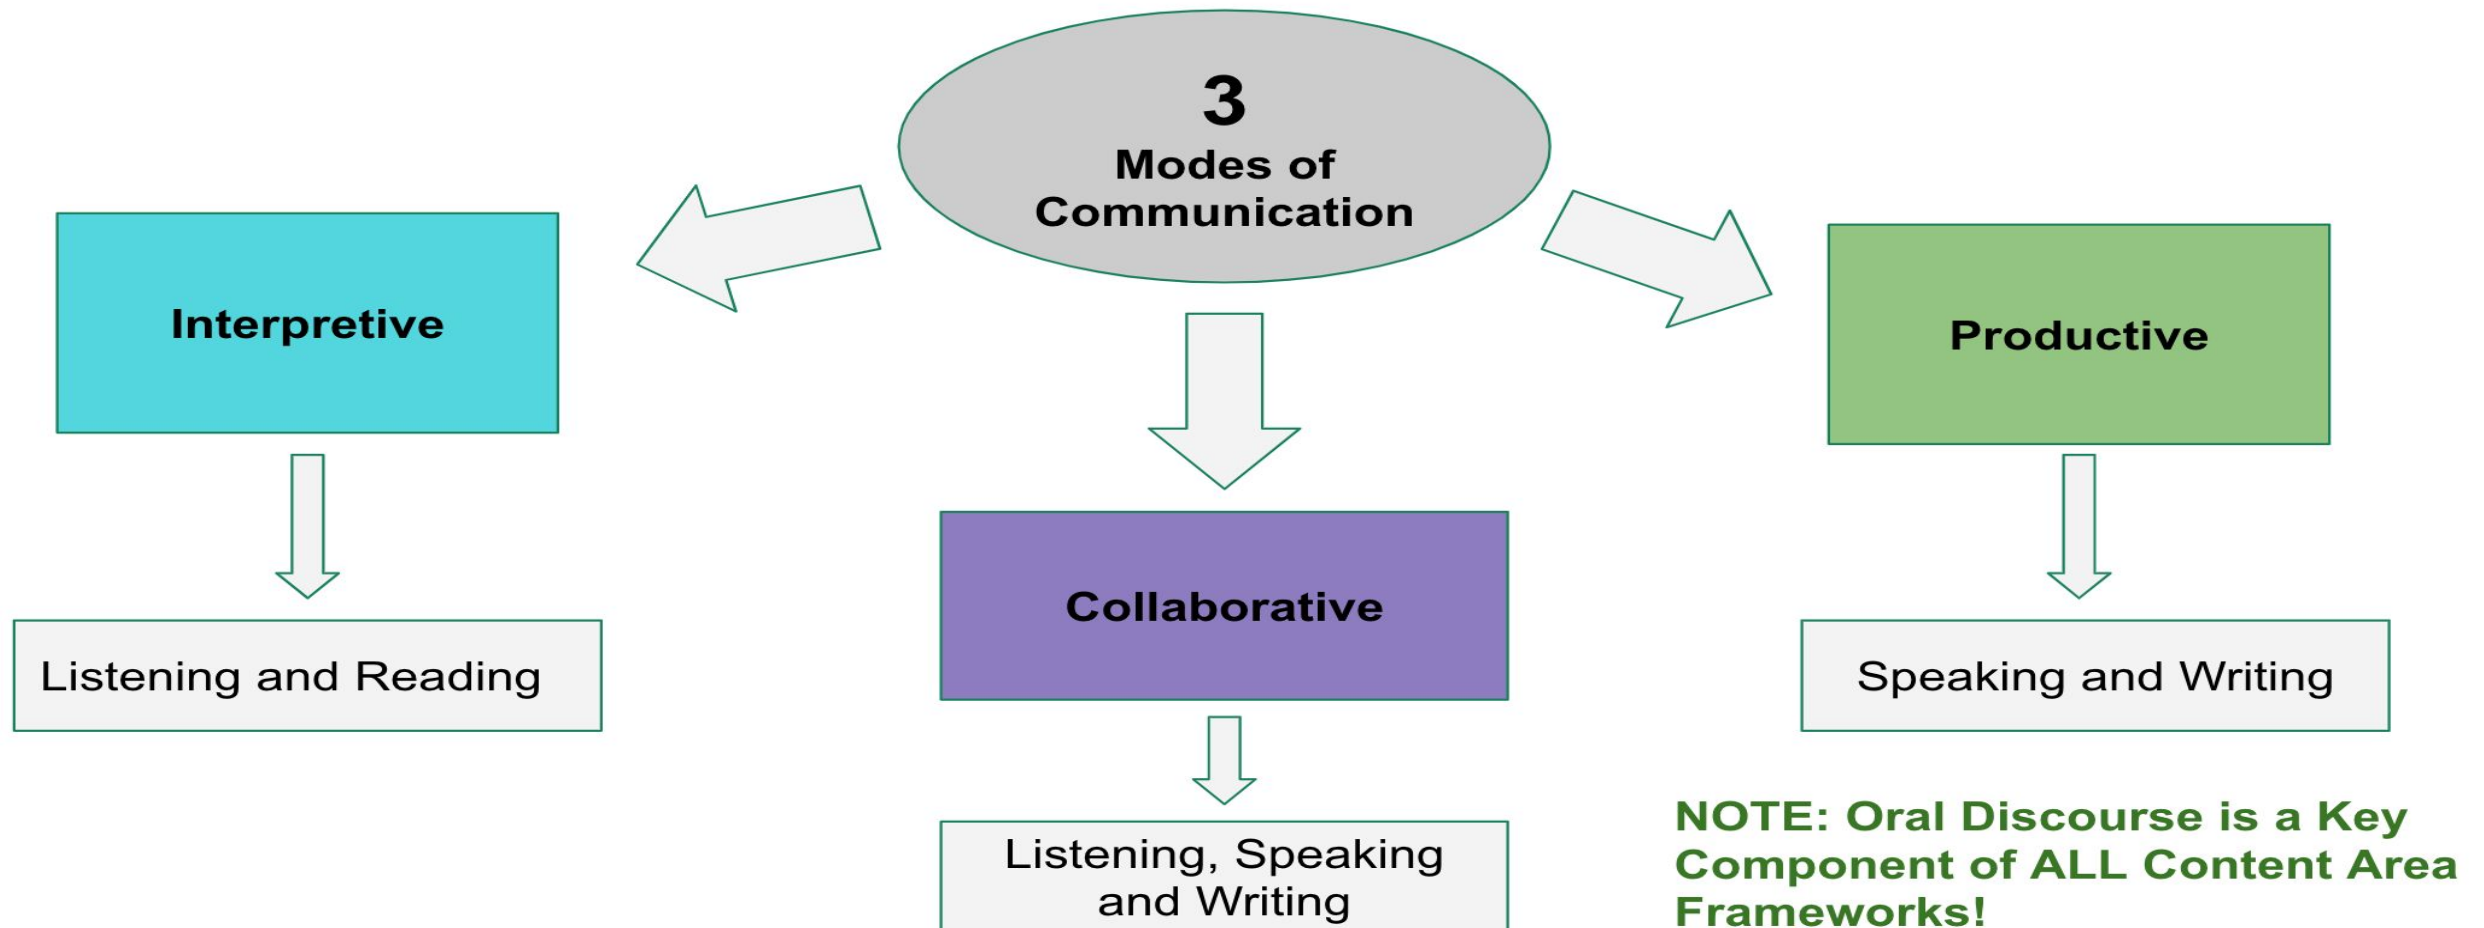 3
Modes of
Communication
Interpretive
Productive
Collaborative
Listening and Reading
Speaking and Writing
Listening, Speaking
and Writing
NOTE: Oral Discourse is a Key
Component of ALL Content Area
Frameworks!